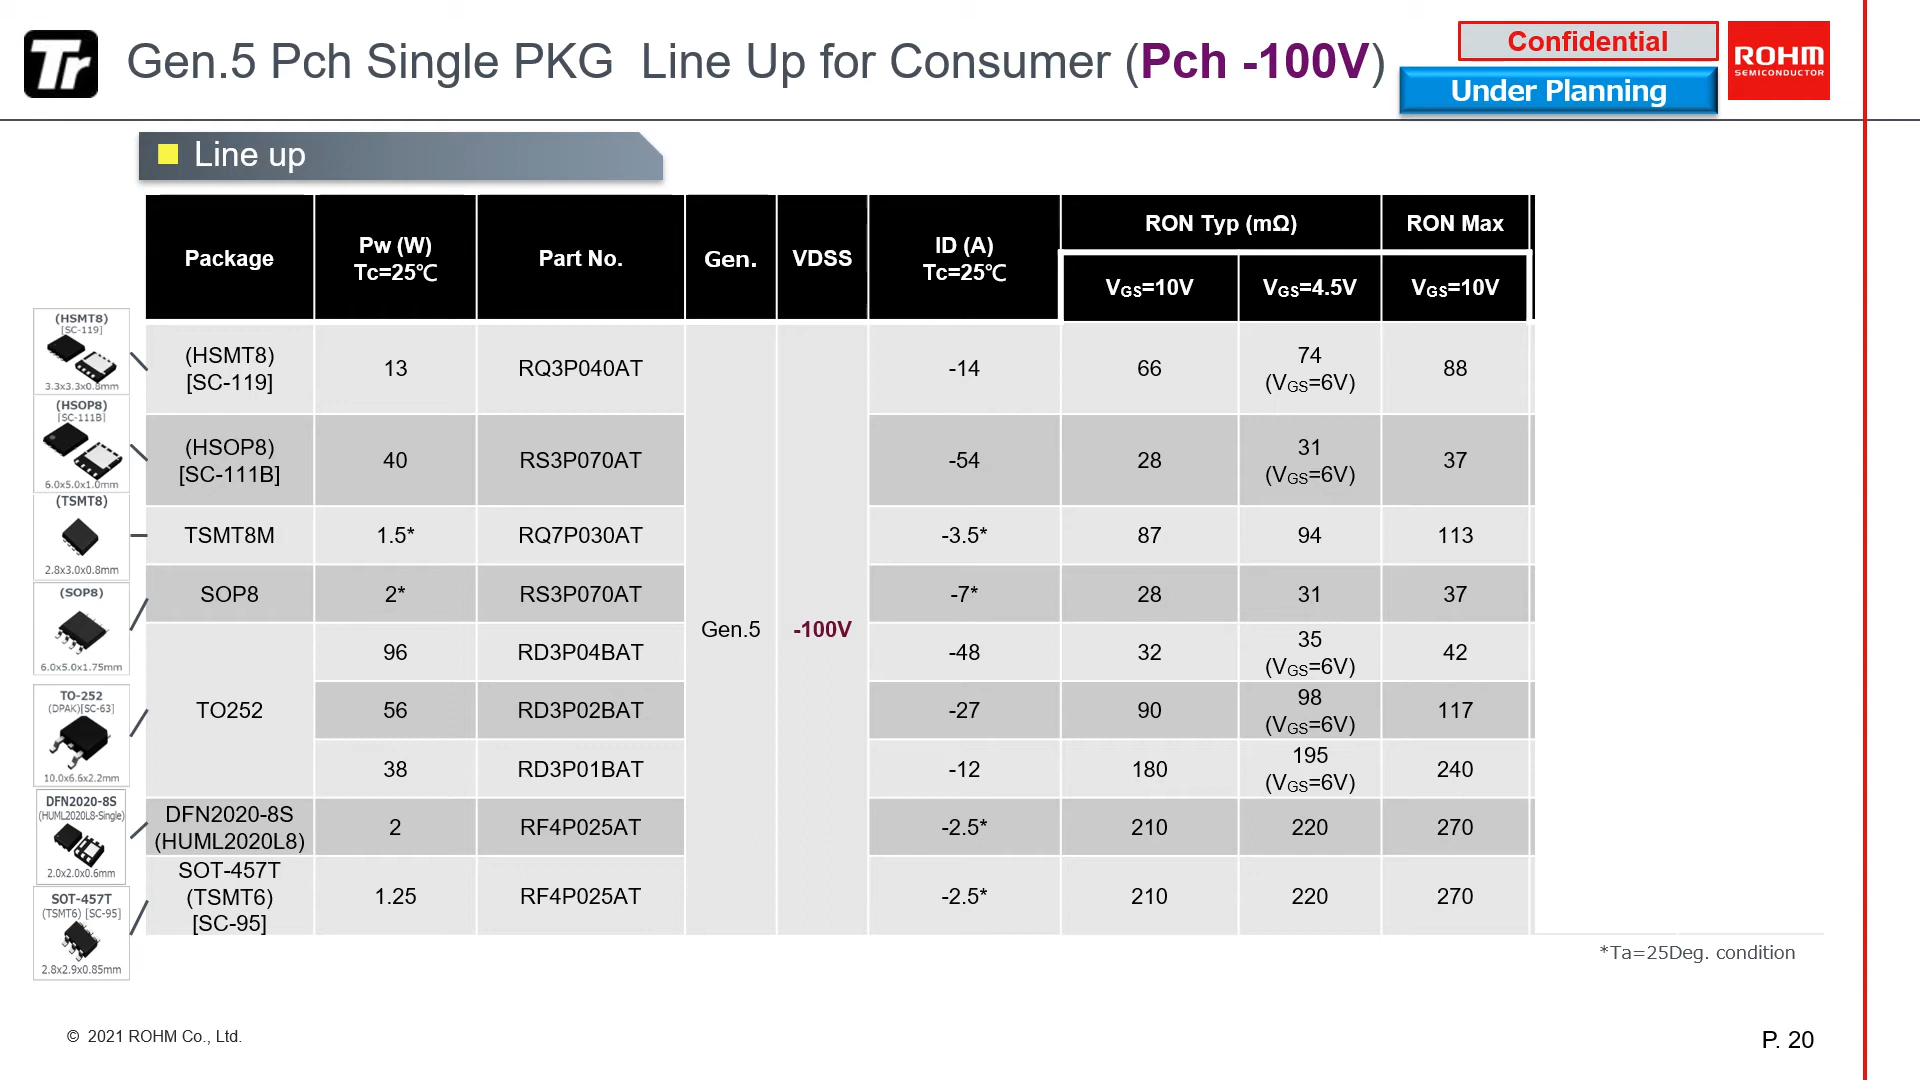 Tr
Gen.5 Pch Single PKG  Line Up for Consumer (Pch -100V)
Confidential
Under Planning
ROHM
SEMICONDUCTOR
Line up
Package
Pw (W)
Tc=25℃
Part No.
Gen.
VDSS
ID (A)
Tc=25℃
RON Typ (mΩ)
RON Max
VGS=10V
VGS=4.5V
VGS=10V
(HSMT8)
[SC-119]
3.3x3.3x0.8mm
(HSMT8)
[SC-119]
13
RQ3P040AT
-14
66
74
(VGS=6V)
88
(HSOP8)
[SC-111B]
6.0x5.0x1.0mm
(HSOP8)
[SC-111B]
40
RS3P070AT
-54
28
31
(VGS=6V)
37
(TSMT8)
2.8x3.0x0.8mm
TSMT8M
1.5*
RQ7P030AT
-3.5*
87
94
113
(SOP8)
6.0x5.0x1.75mm
SOP8
2*
RS3P070AT
-7*
28
31
37
Gen.5
-100V
TO-252
(DPAK)[SC-63]
10.0x6.6x2.2mm
TO252
96
RD3P04BAT
-48
32
35
(VGS=6V)
42
56
RD3P02BAT
-27
90
98
(VGS=6V)
117
38
RD3P01BAT
-12
180
195
(VGS=6V)
240
DFN2020-8S
(HUML2020L8-Single)
2.0x2.0x0.6mm
DFN2020-8S
(HUML2020L8)
2
RF4P025AT
-2.5*
210
220
270
SOT-457T
(TSMT6) [SC-95]
2.8x2.9x0.85mm
SOT-457T
(TSMT6)
[SC-95]
1.25
RF4P025AT
-2.5*
210
220
270
*Ta=25Deg. condition
© 2021 ROHM Co., Ltd.
P. 20